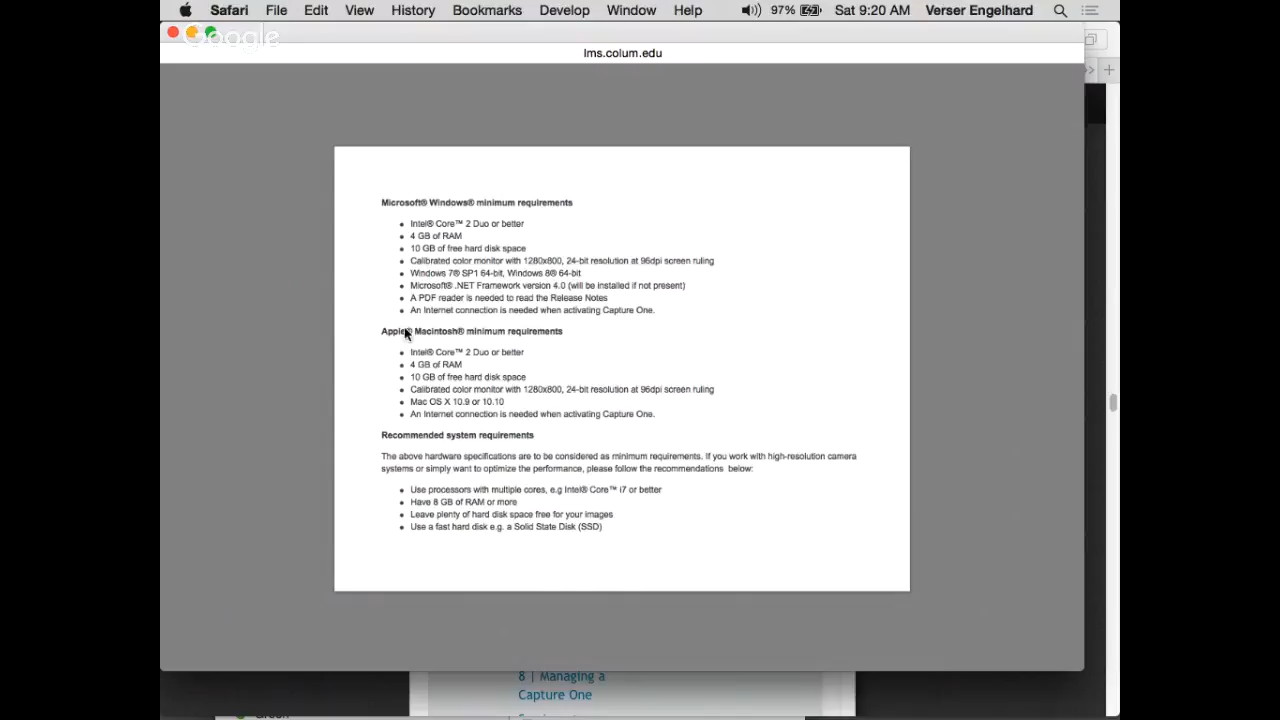 Safari File Edit View History Bookmarks Develop Window Help 97% Sat 9:20 AM Verser Engelhard
Google
lms.colum.edu
Microsoft® Windows® minimum requirements
• Intel® Core™ 2 Duo or better
• 4 GB of RAM
• 10 GB of free hard disk space
• Calibrated color monitor with 1280x800, 24-bit resolution at 96dpi screen ruling
• Windows 7® SP1 64-bit, Windows 8® 64-bit
• Microsoft® .NET Framework version 4.0 (will be installed if not present)
• A PDF reader is needed to read the Release Notes
• An Internet connection is needed when activating Capture One.
Apple® Macintosh® minimum requirements
• Intel® Core™ 2 Duo or better
• 4 GB of RAM
• 10 GB of free hard disk space
• Calibrated color monitor with 1280x800, 24-bit resolution at 96dpi screen ruling
• Mac OS X 10.9 or 10.10
• An Internet connection is needed when activating Capture One.
Recommended system requirements
The above hardware specifications are to be considered as minimum requirements. If you work with high-resolution camera
systems or simply want to optimize the performance, please follow the recommendations below:
• Use processors with multiple cores, e.g Intel® Core™ i7 or better
• Have 8 GB of RAM or more
• Leave plenty of hard disk space free for your images
• Use a fast hard disk e.g. a Solid State Disk (SSD)
8 | Managing a
Capture One